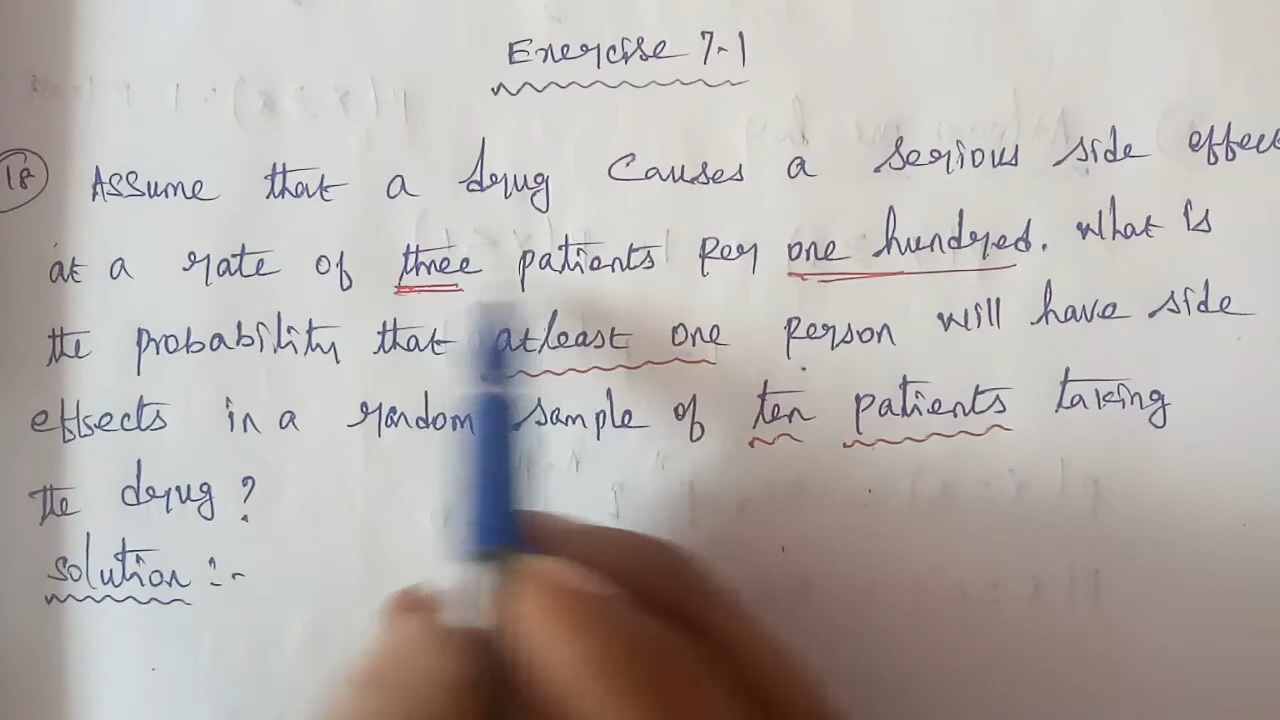 Exercise 7.1
18 Assume that a drug causes a serious side effect
at a rate of three patients per one hundred. What is
the probability that atleast one person will have side
effsects in a random sample of ten patients taking
the drug?
solution :-